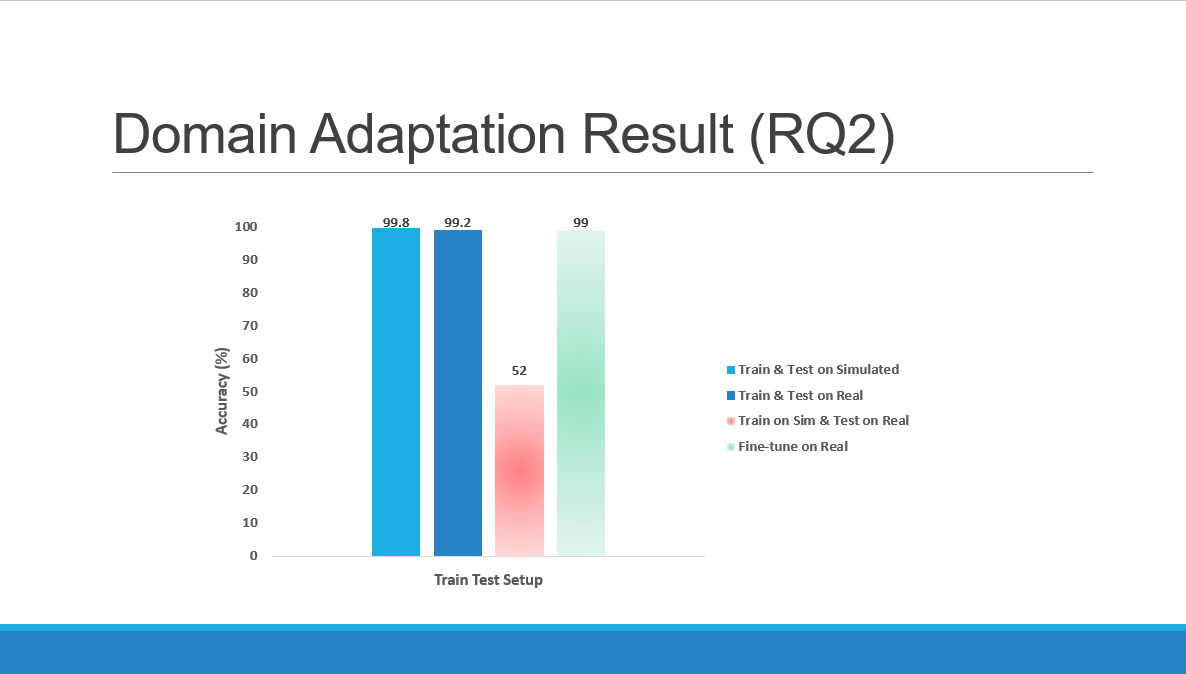 Domain Adaptation Result (RQ2)
99.8
99.2
52
99
100
90
80
70
60
50
40
30
20
10
0
Accuracy (%)
Train Test Setup
Train & Test on Simulated
Train & Test on Real
Train on Sim & Test on Real
Fine-tune on Real